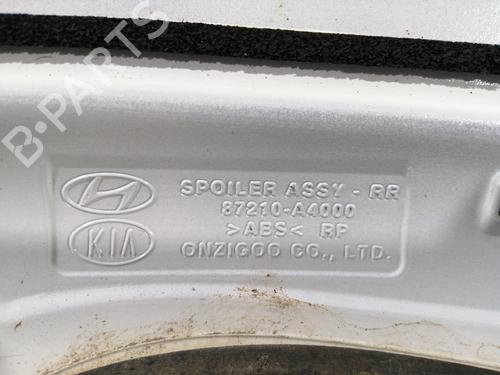 B-PARTS
SPOILER ASSY - RR
87210-A4000
>ABS< RP
KIA
ONZIGOO CO., LTD.